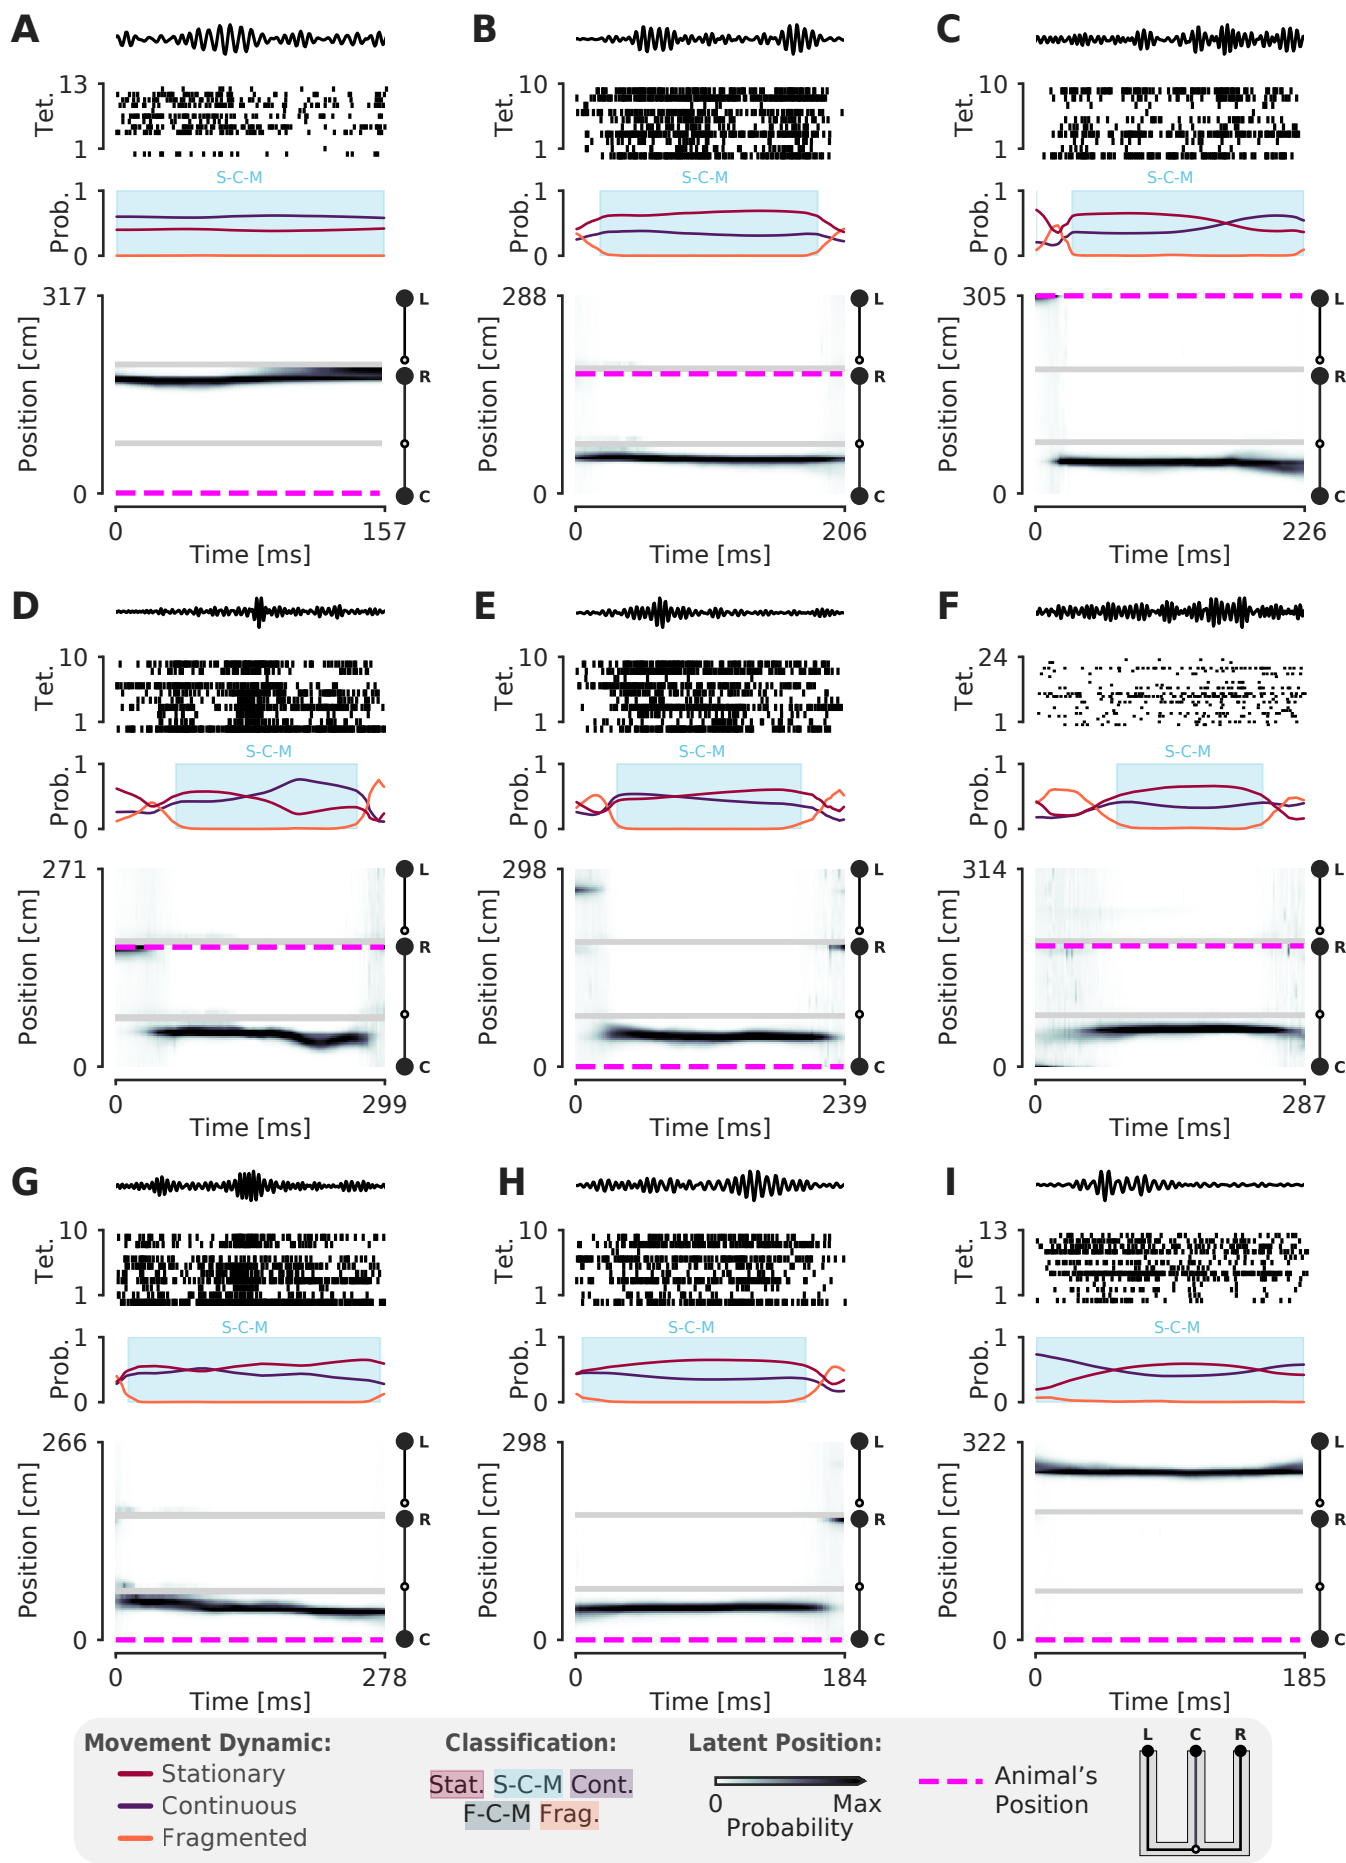 A
Tet.
13
1
S-C-M
Prob.
1
0
Position [cm]
317
0
L
R
C
0
157
Time [ms]
B
Tet.
10
1
S-C-M
Prob.
1
0
Position [cm]
288
0
L
R
C
0
206
Time [ms]
C
Tet.
10
1
S-C-M
Prob.
1
0
Position [cm]
305
0
L
R
C
0
226
Time [ms]
D
Tet.
10
1
S-C-M
Prob.
1
0
Position [cm]
271
0
L
R
C
0
299
Time [ms]
E
Tet.
10
1
S-C-M
Prob.
1
0
Position [cm]
298
0
L
R
C
0
239
Time [ms]
F
Tet.
24
1
S-C-M
Prob.
1
0
Position [cm]
314
0
L
R
C
0
287
Time [ms]
G
Tet.
10
1
S-C-M
Prob.
1
0
Position [cm]
266
0
L
R
C
0
278
Time [ms]
H
Tet.
10
1
S-C-M
Prob.
1
0
Position [cm]
298
0
L
R
C
0
184
Time [ms]
I
Tet.
13
1
S-C-M
Prob.
1
0
Position [cm]
322
0
L
R
C
0
185
Time [ms]
Movement Dynamic:
Stationary
Continuous
Fragmented
Classification:
Stat. S-C-M Cont.
F-C-M Frag.
Latent Position:
0 Max
Probability
Animal's
Position
L C R